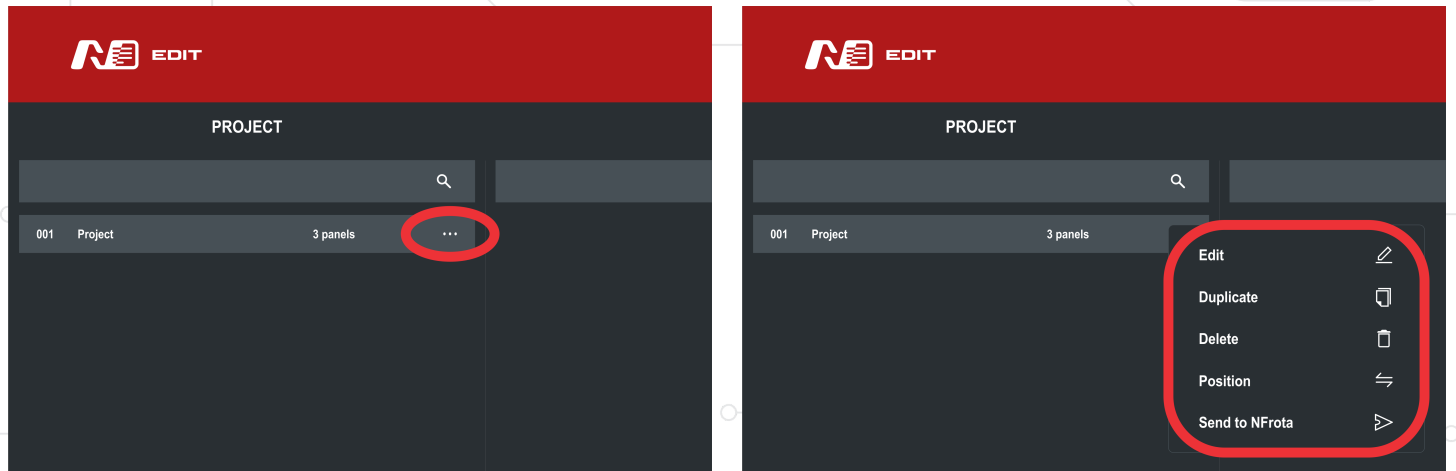 EDIT
PROJECT
001 Project 3 panels ...
EDIT
PROJECT
001 Project 3 panels
Edit
Duplicate
Delete
Position
Send to NFrota